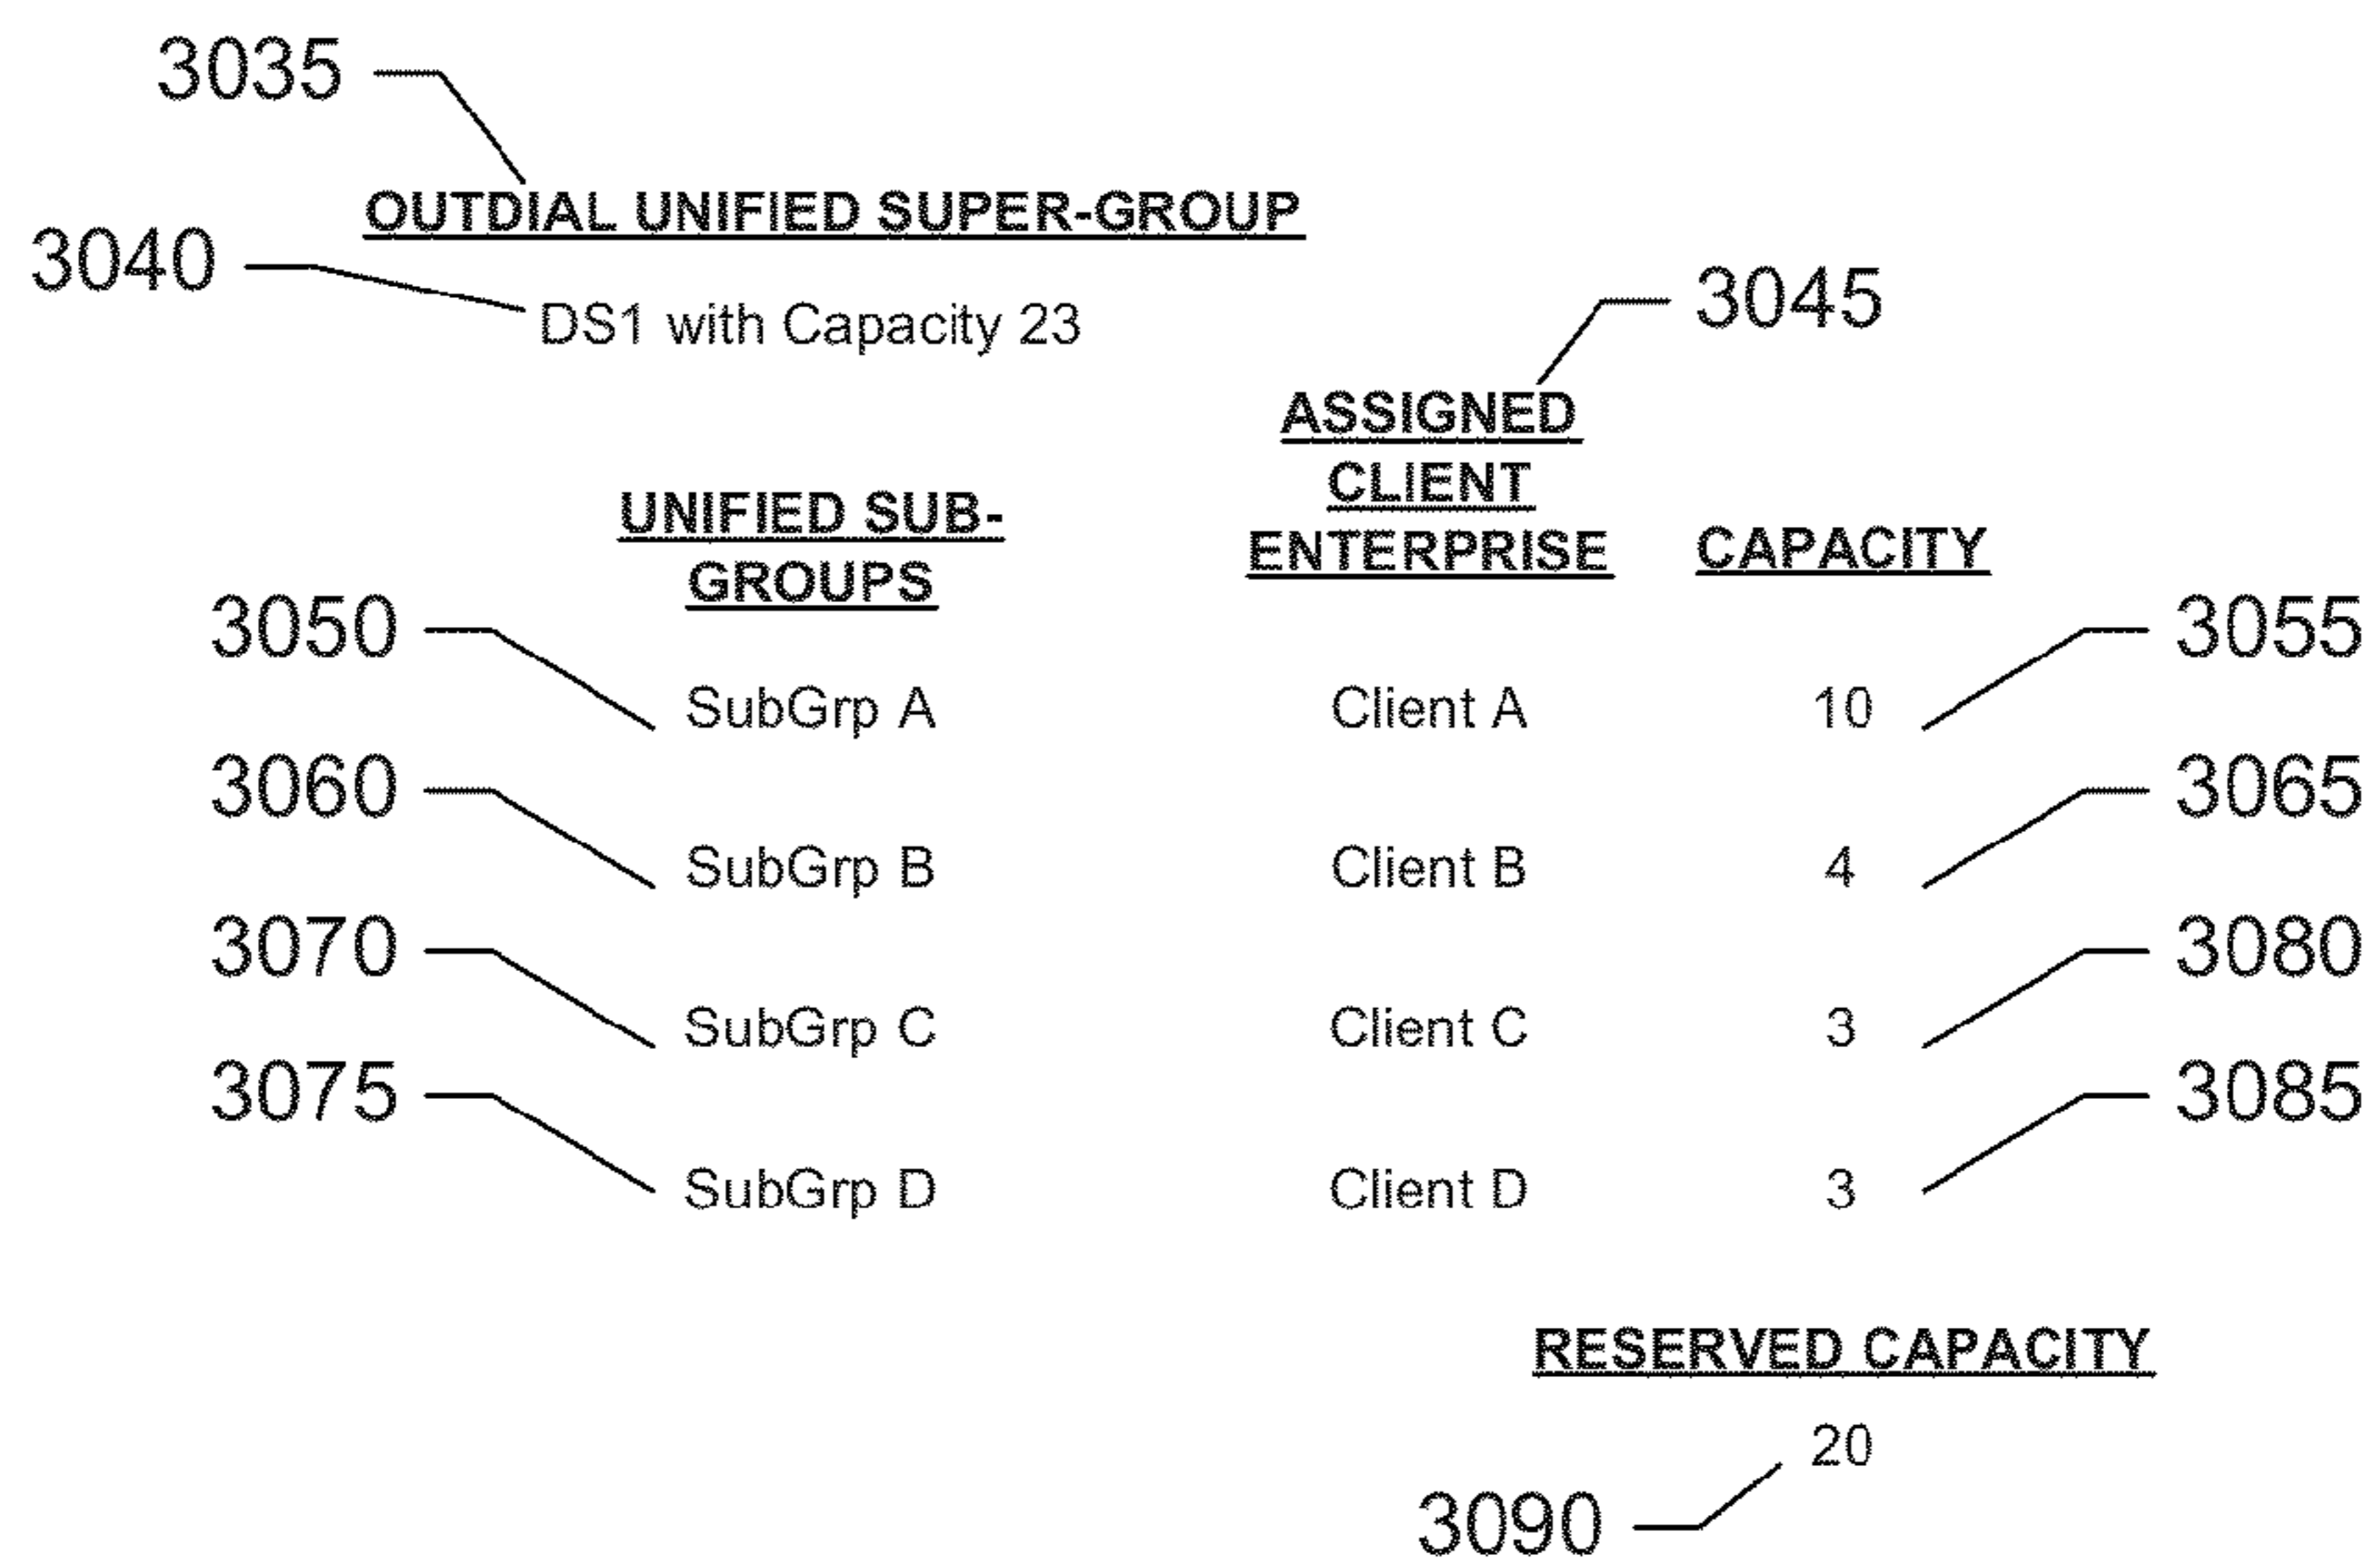 3035
OUTDIAL UNIFIED SUPER-GROUP
3040
DS1 with Capacity 23
3045
ASSIGNED
CLIENT
ENTERPRISE
UNIFIED SUB-
GROUPS
CAPACITY
3050
3055
SubGrp A Client A 10
3060
3065
SubGrp B Client B 4
3070
3080
SubGrp C Client C 3
3075
3085
SubGrp D Client D 3
RESERVED CAPACITY
20
3090